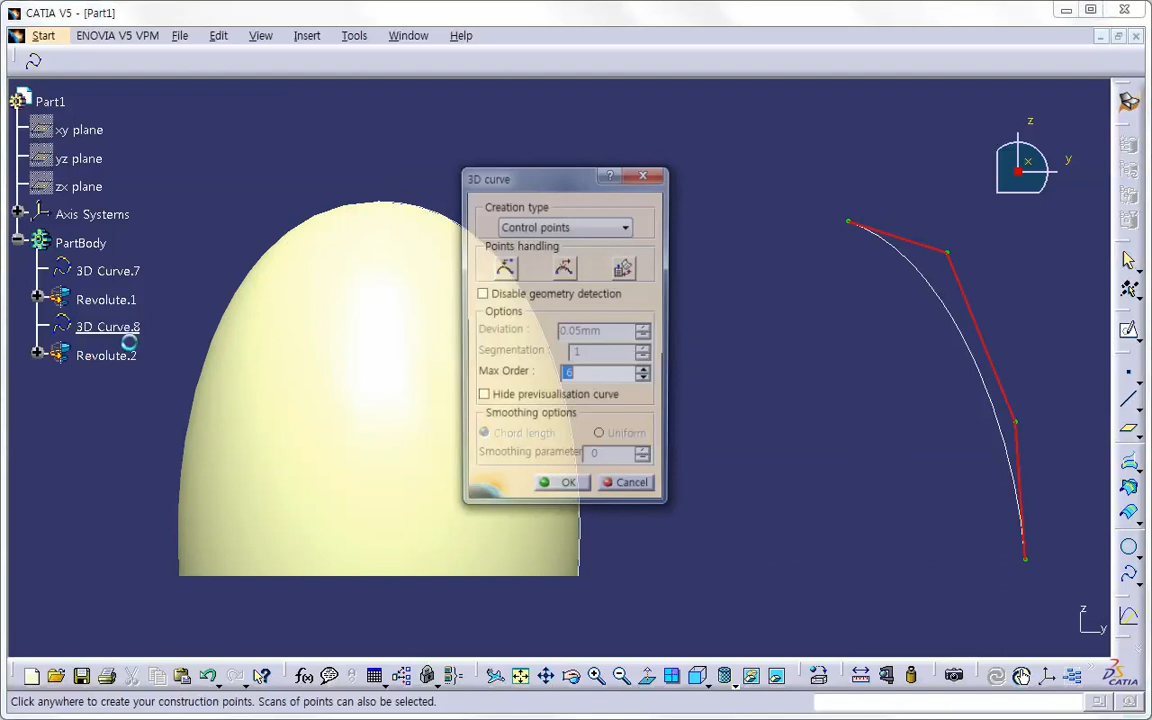 CATIA V5 - [Part1]
Start ENOVIA V5 VPM File Edit View Insert Tools Window Help
Part1
xy plane
yz plane
zx plane
Axis Systems
PartBody
3D Curve.7
Revolute.1
3D Curve.8
Revolute.2
3D curve
Creation type
Control points
Points handling
Disable geometry detection
Options
Deviation : 0.05mm
Segmentation : 1
Max Order : 6
Hide previsualisation curve
Smoothing options
Chord length Uniform
Smoothing parameter 0
OK Cancel
z
x y
z
y
f(x)
CATIA
Click anywhere to create your construction points. Scans of points can also be selected.